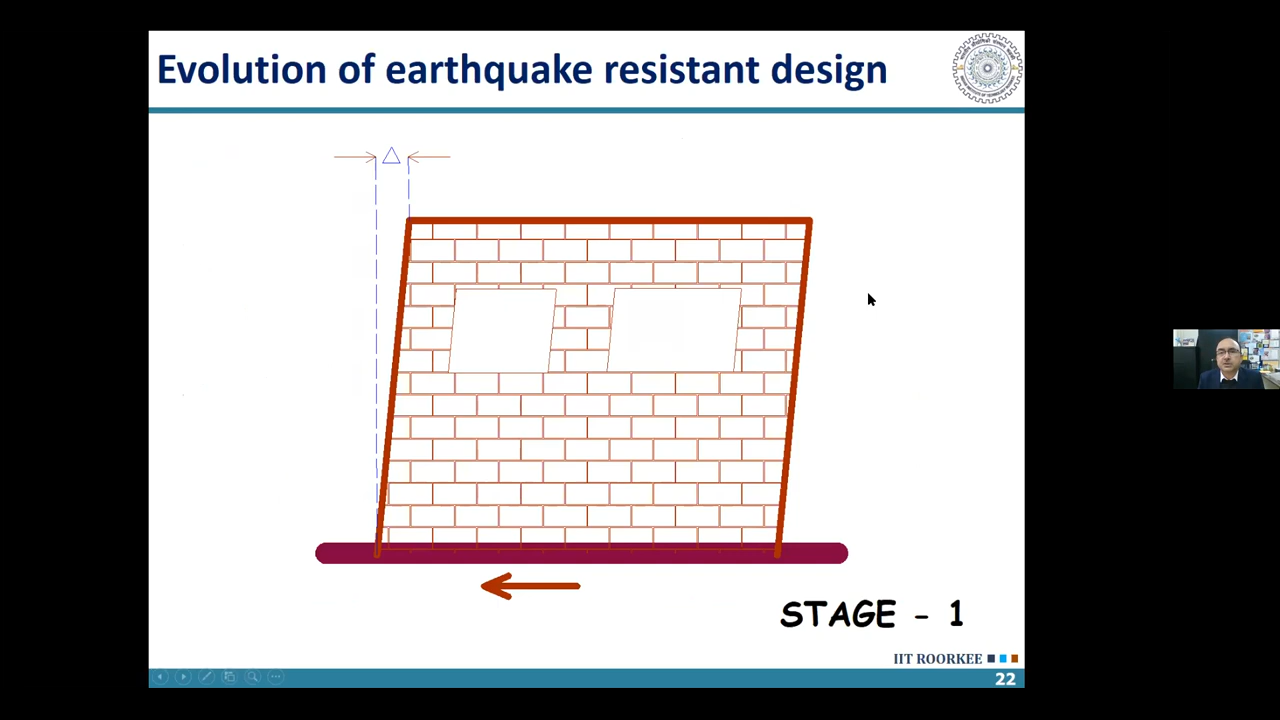 Evolution of earthquake resistant design
Δ
STAGE - 1
IIT ROORKEE
22